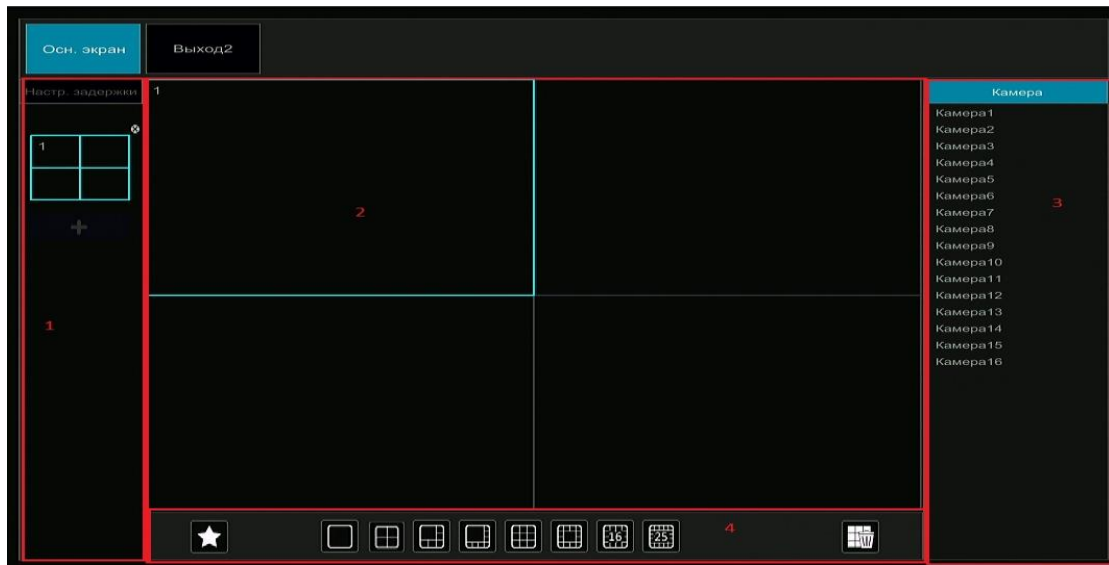 Осн. экран
Выход2
Настр. задержки
1
1
1
2
Камера
Камера1
Камера2
Камера3
Камера4
Камера5
Камера6
Камера7
Камера8
Камера9
Камера10
Камера11
Камера12
Камера13
Камера14
Камера15
Камера16
3
16
25
4